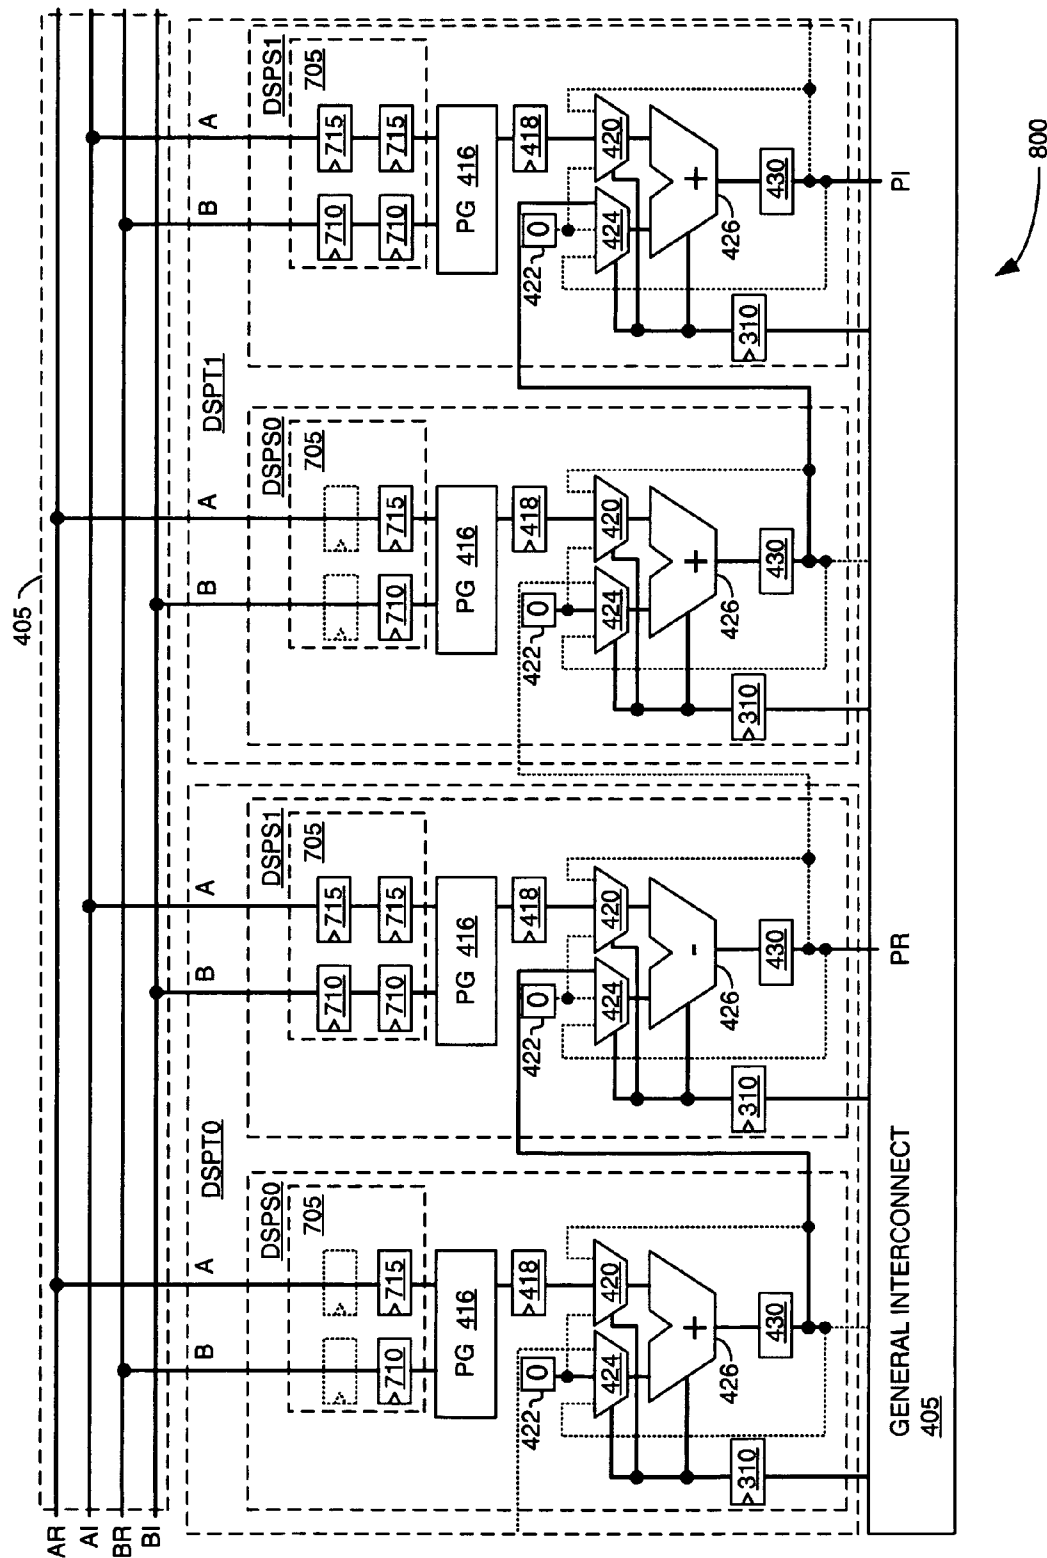 405
AR
AI
BR
BI
DSPT0
DSPS0
B
A
705
710
715
PG 416
418
422
0
424
420
+
426
310
430
DSPS1
B
A
705
710
715
710
715
PG 416
418
422
0
424
420
-
426
310
430
PR
DSPT1
DSPS0
B
A
705
710
715
PG 416
418
422
0
424
420
+
426
310
430
DSPS1
B
A
705
710
715
710
715
PG 416
418
422
0
424
420
+
426
310
430
PI
GENERAL INTERCONNECT
405
800